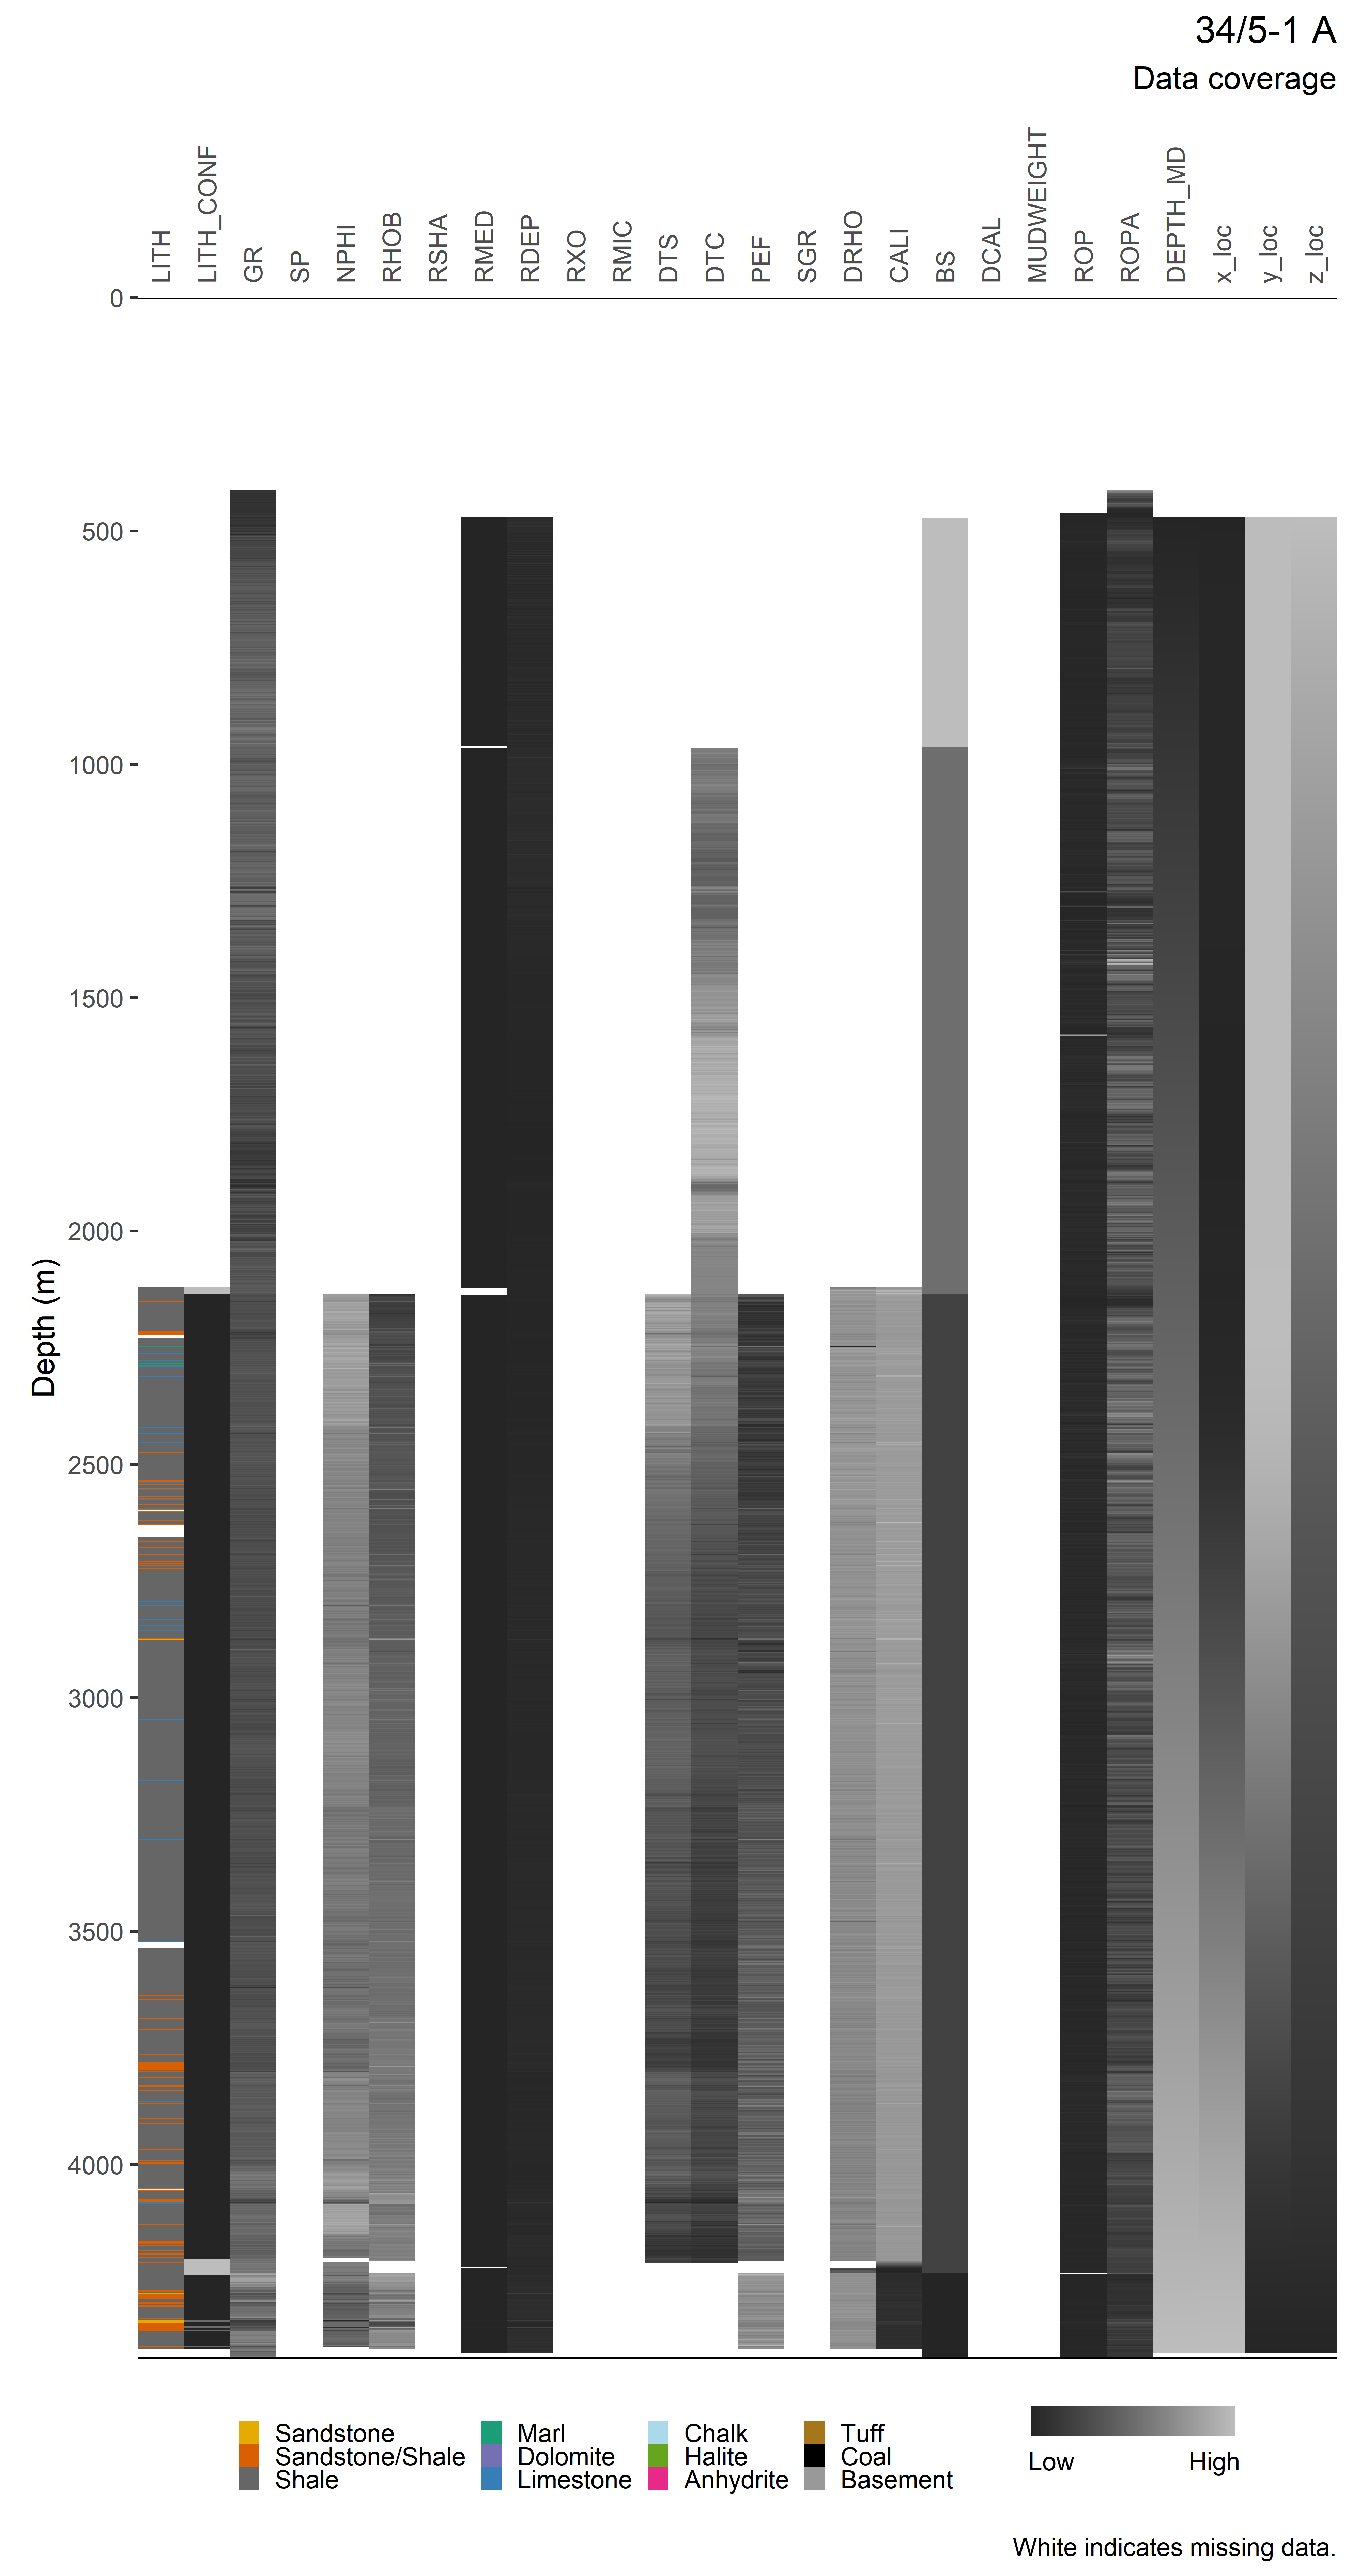 34/5-1 A
Data coverage
LITH
LITH_CONF
GR
SP
NPHI
RHOB
RSHA
RMED
RDEP
RXO
RMIC
DTS
DTC
PEF
SGR
DRHO
CALI
BS
DCAL
MUDWEIGHT
ROP
ROPA
DEPTH_MD
x_loc
y_loc
z_loc
0
500
1000
1500
2000
2500
3000
3500
4000
Depth (m)
Sandstone Marl Chalk Tuff
Sandstone/Shale Dolomite Halite Coal
Shale Limestone Anhydrite Basement
Low High
White indicates missing data.